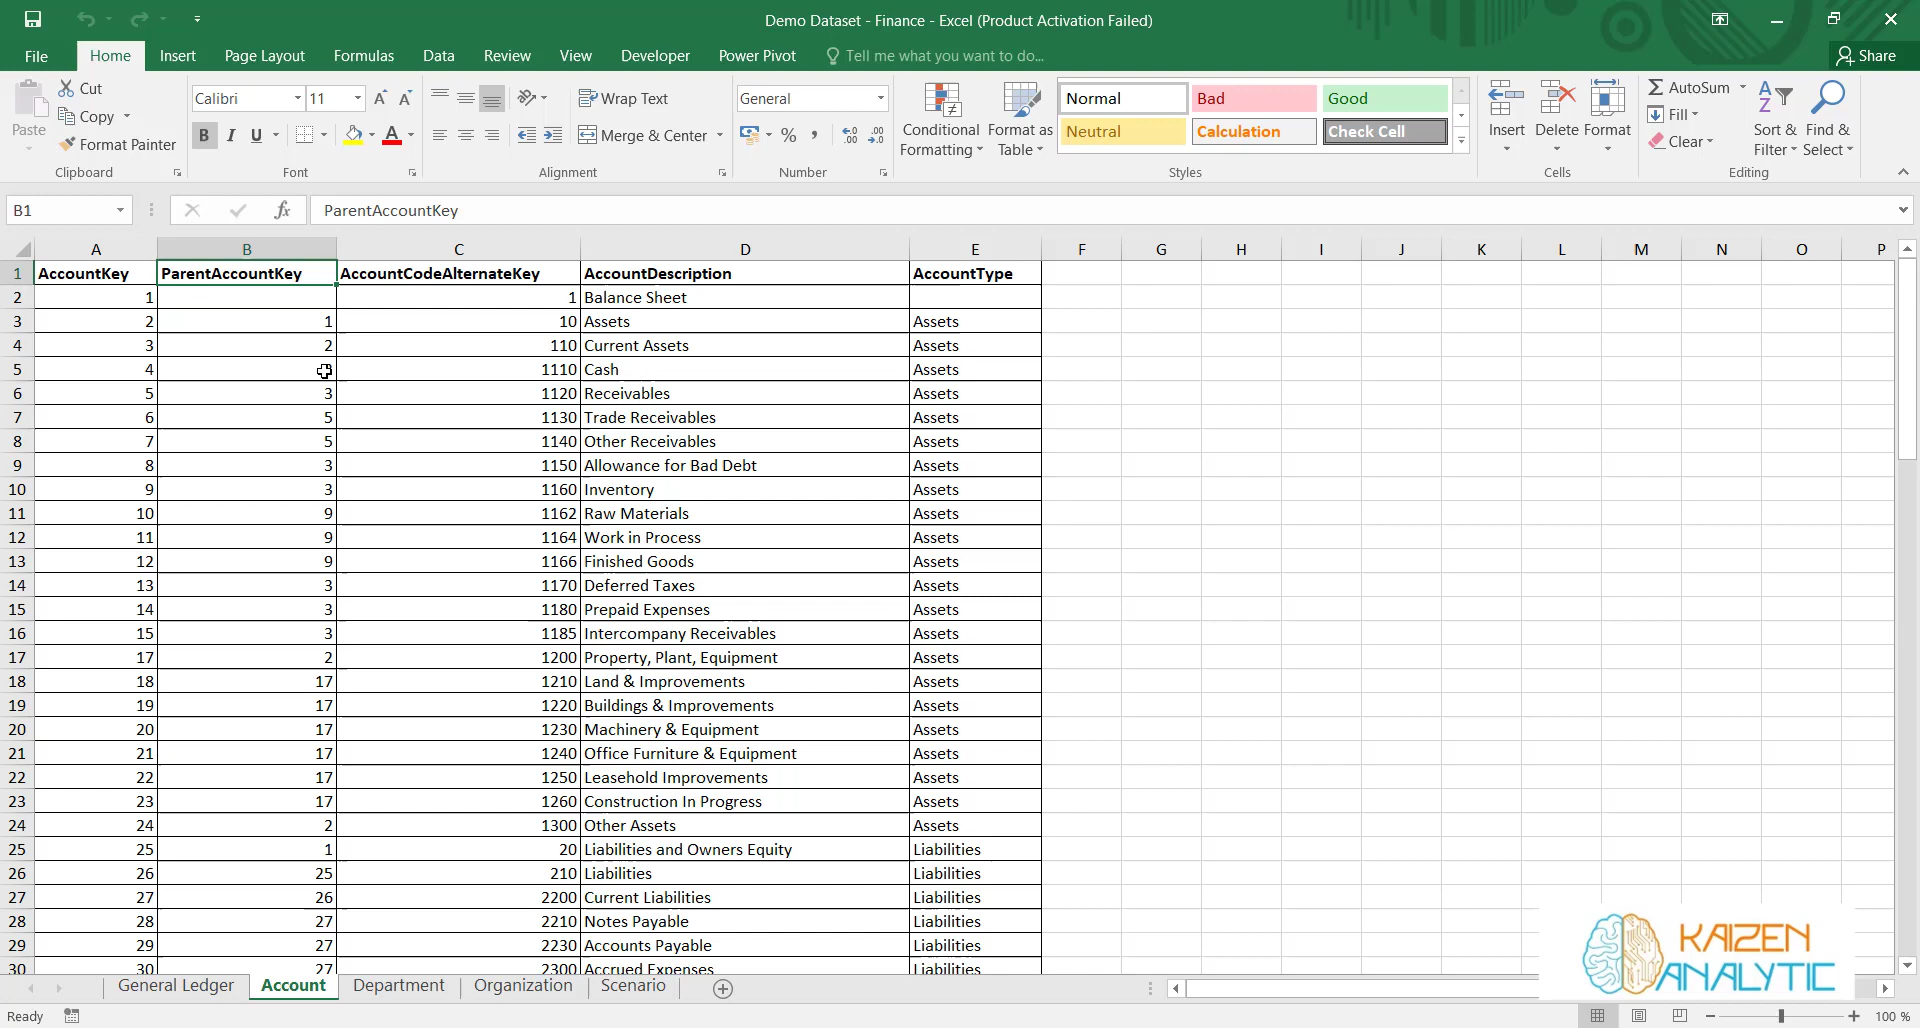 Demo Dataset - Finance - Excel (Product Activation Failed)
File Home Insert Page Layout Formulas Data Review View Developer Power Pivot Tell me what you want to do... Share
Paste
Cut
Copy
Format Painter
Clipboard
Calibri 11
B I U A
Font
Wrap Text
Merge & Center
Alignment
General
% ,
Number
Conditional Formatting
Format as Table
Normal Bad Good
Neutral Calculation Check Cell
Styles
Insert Delete Format
Cells
AutoSum
Fill
Clear
Sort & Filter
Find & Select
Editing
B1 fx ParentAccountKey
A B C D E F G H I J K L M N O P
1 AccountKey ParentAccountKey AccountCodeAlternateKey AccountDescription AccountType
2 1 1 Balance Sheet
3 2 1 10 Assets Assets
4 3 2 110 Current Assets Assets
5 4 1110 Cash Assets
6 5 3 1120 Receivables Assets
7 6 5 1130 Trade Receivables Assets
8 7 5 1140 Other Receivables Assets
9 8 3 1150 Allowance for Bad Debt Assets
10 9 3 1160 Inventory Assets
11 10 9 1162 Raw Materials Assets
12 11 9 1164 Work in Process Assets
13 12 9 1166 Finished Goods Assets
14 13 3 1170 Deferred Taxes Assets
15 14 3 1180 Prepaid Expenses Assets
16 15 3 1185 Intercompany Receivables Assets
17 17 2 1200 Property, Plant, Equipment Assets
18 18 17 1210 Land & Improvements Assets
19 19 17 1220 Buildings & Improvements Assets
20 20 17 1230 Machinery & Equipment Assets
21 21 17 1240 Office Furniture & Equipment Assets
22 22 17 1250 Leasehold Improvements Assets
23 23 17 1260 Construction In Progress Assets
24 24 2 1300 Other Assets Assets
25 25 1 20 Liabilities and Owners Equity Liabilities
26 26 25 210 Liabilities Liabilities
27 27 26 2200 Current Liabilities Liabilities
28 28 27 2210 Notes Payable Liabilities
29 29 27 2230 Accounts Payable Liabilities
30 30 27 2300 Accrued Expenses Liabilities
KAIZEN
ANALYTIC
General Ledger Account Department Organization Scenario
Ready 100 %